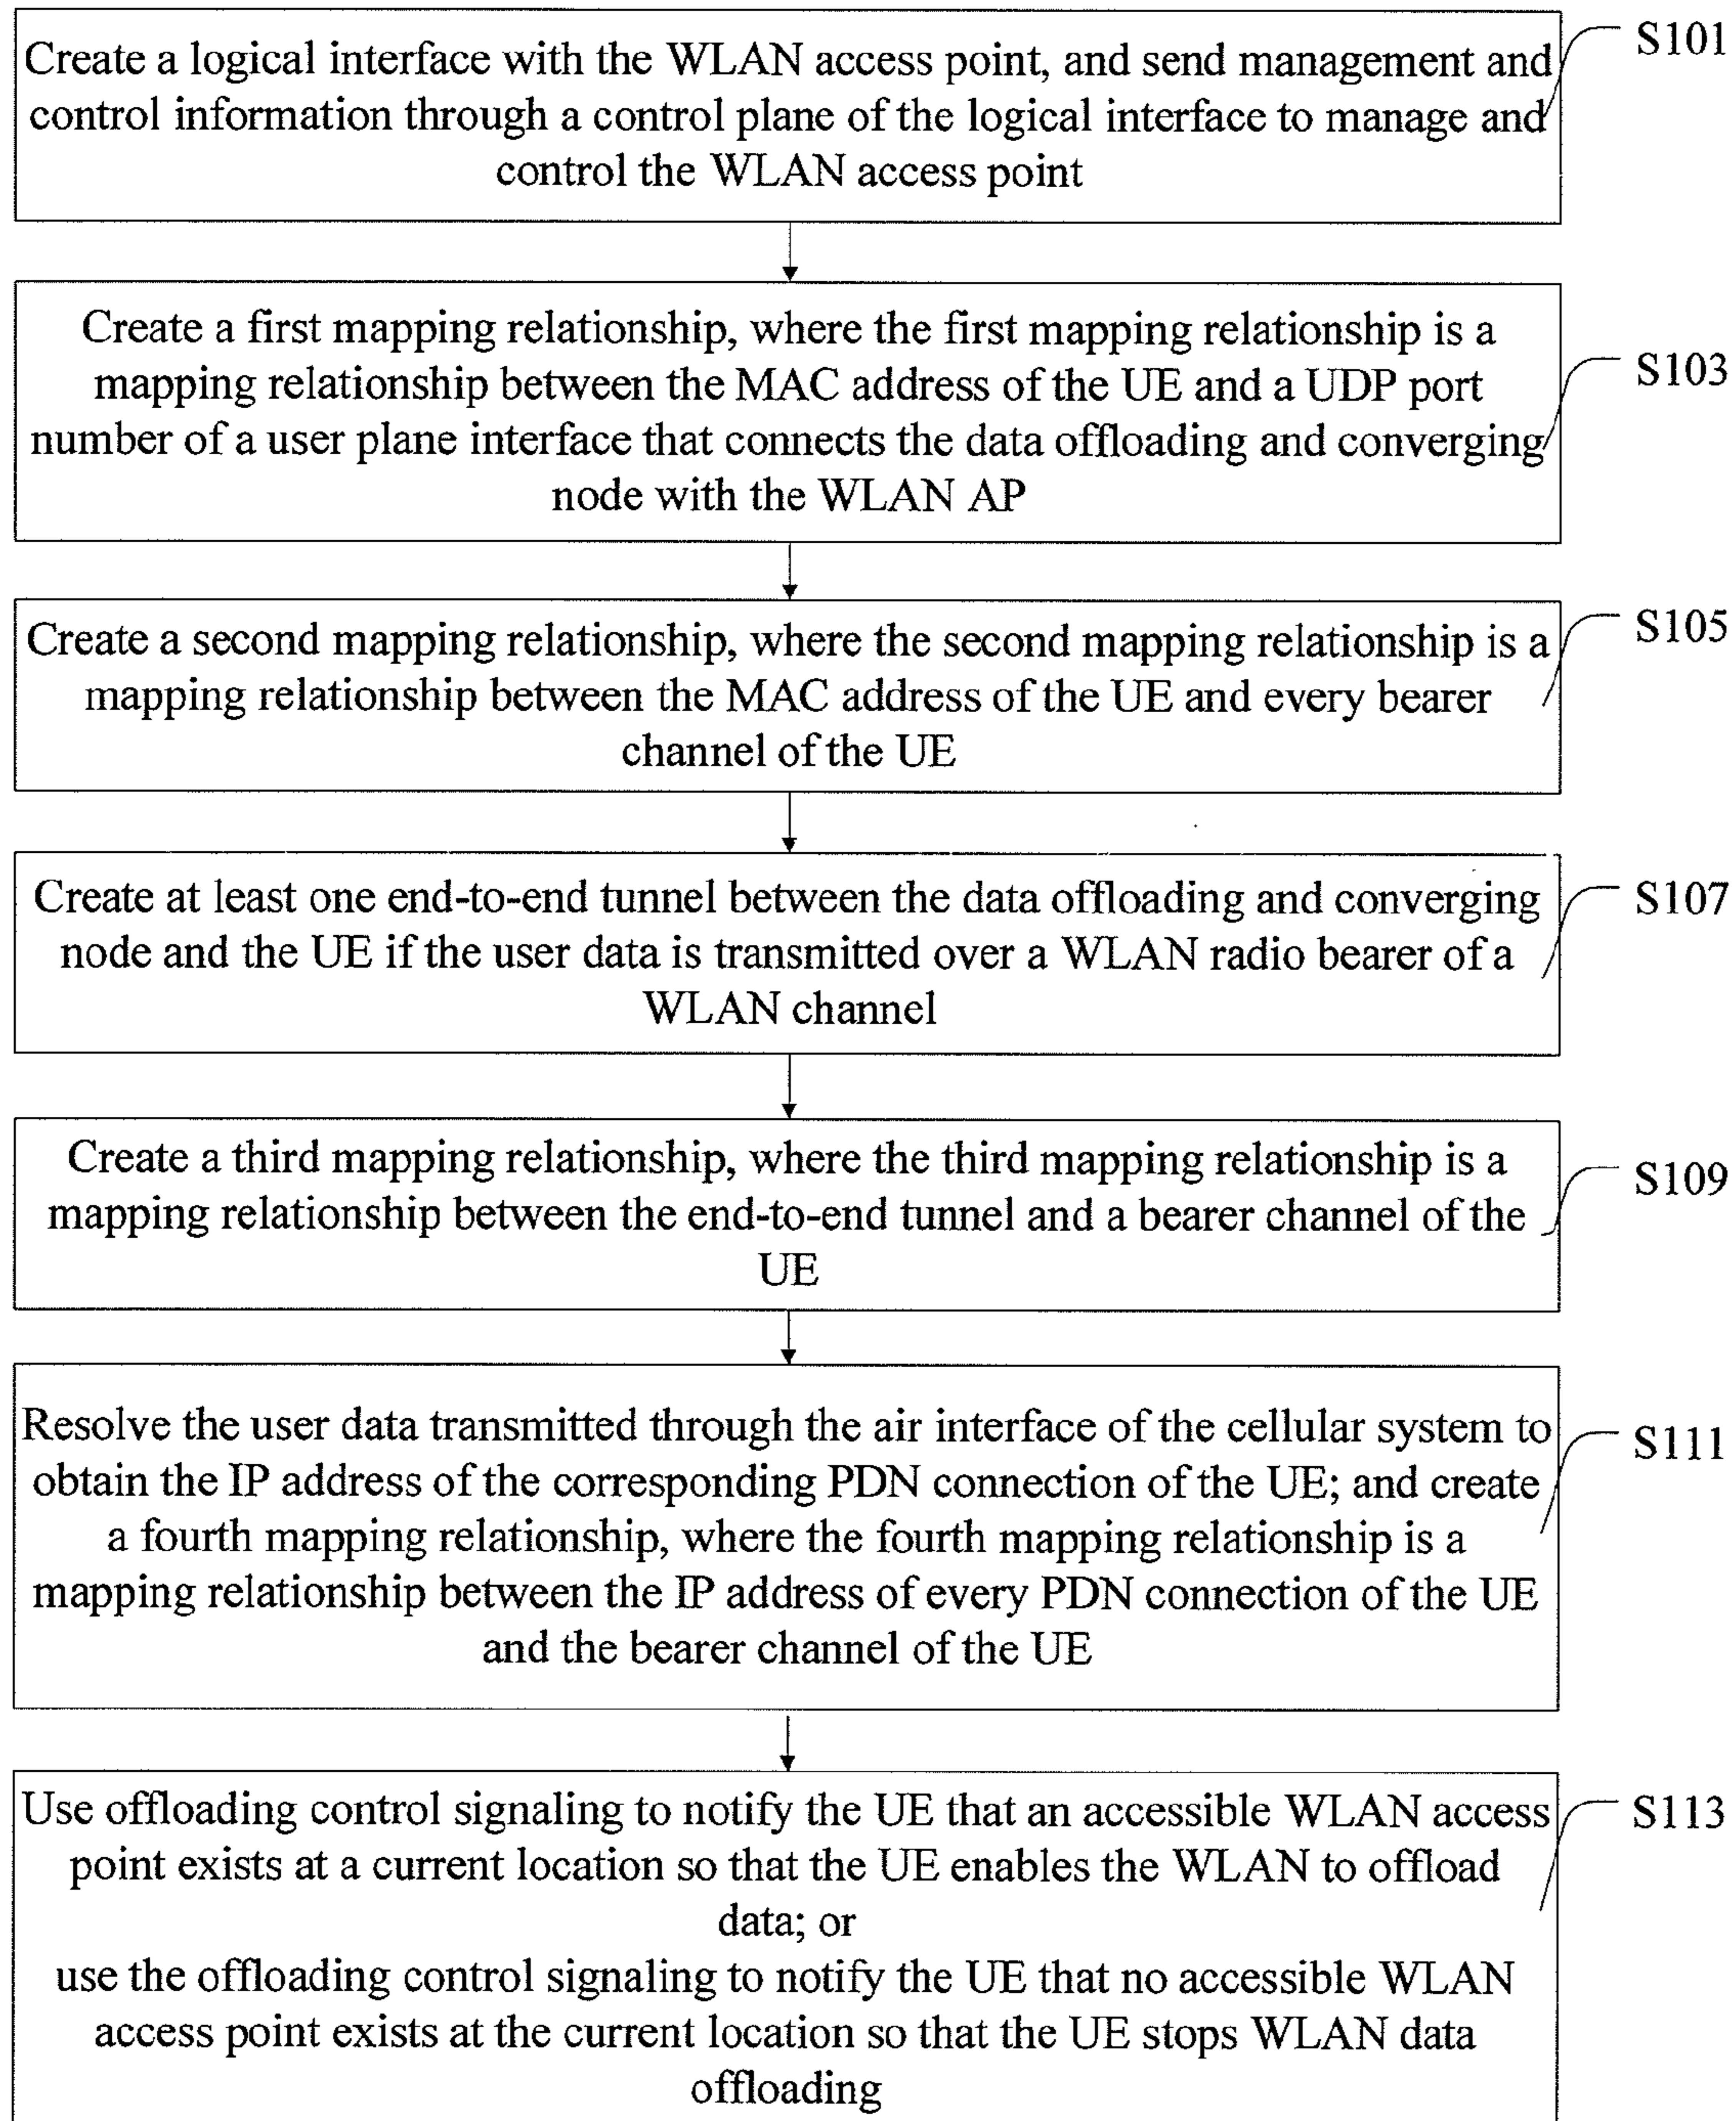 Create a logical interface with the WLAN access point, and send management and
control information through a control plane of the logical interface to manage and
control the WLAN access point
S101
Create a first mapping relationship, where the first mapping relationship is a
mapping relationship between the MAC address of the UE and a UDP port
number of a user plane interface that connects the data offloading and converging
node with the WLAN AP
S103
Create a second mapping relationship, where the second mapping relationship is a
mapping relationship between the MAC address of the UE and every bearer
channel of the UE
S105
Create at least one end-to-end tunnel between the data offloading and converging
node and the UE if the user data is transmitted over a WLAN radio bearer of a
WLAN channel
S107
Create a third mapping relationship, where the third mapping relationship is a
mapping relationship between the end-to-end tunnel and a bearer channel of the
UE
S109
Resolve the user data transmitted through the air interface of the cellular system to
obtain the IP address of the corresponding PDN connection of the UE; and create
a fourth mapping relationship, where the fourth mapping relationship is a
mapping relationship between the IP address of every PDN connection of the UE
and the bearer channel of the UE
S111
Use offloading control signaling to notify the UE that an accessible WLAN access
point exists at a current location so that the UE enables the WLAN to offload
data; or
use the offloading control signaling to notify the UE that no accessible WLAN
access point exists at the current location so that the UE stops WLAN data
offloading
S113